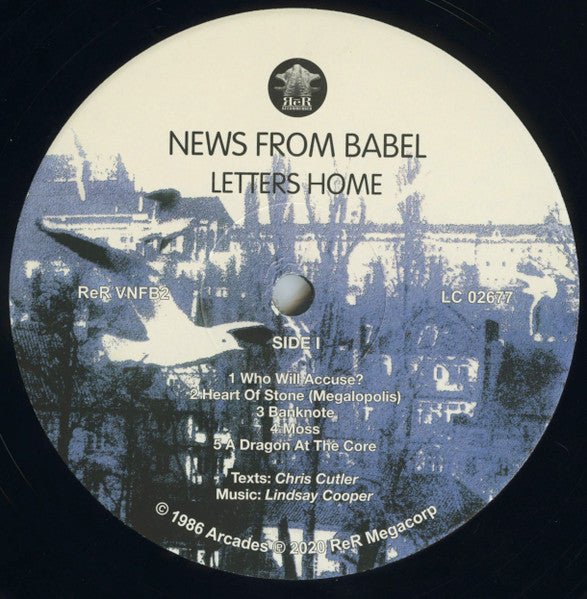 ReR
NEWS FROM BABEL
LETTERS HOME
ReR VNFB2
LC 02677
SIDE I
1 Who Will Accuse?
2 Heart Of Stone (Megalopolis)
3 Banknote
4 Moss
5 A Dragon At The Core
Texts: Chris Cutler
Music: Lindsay Cooper
© 1986 Arcades ℗ 2020 ReR Megacorp